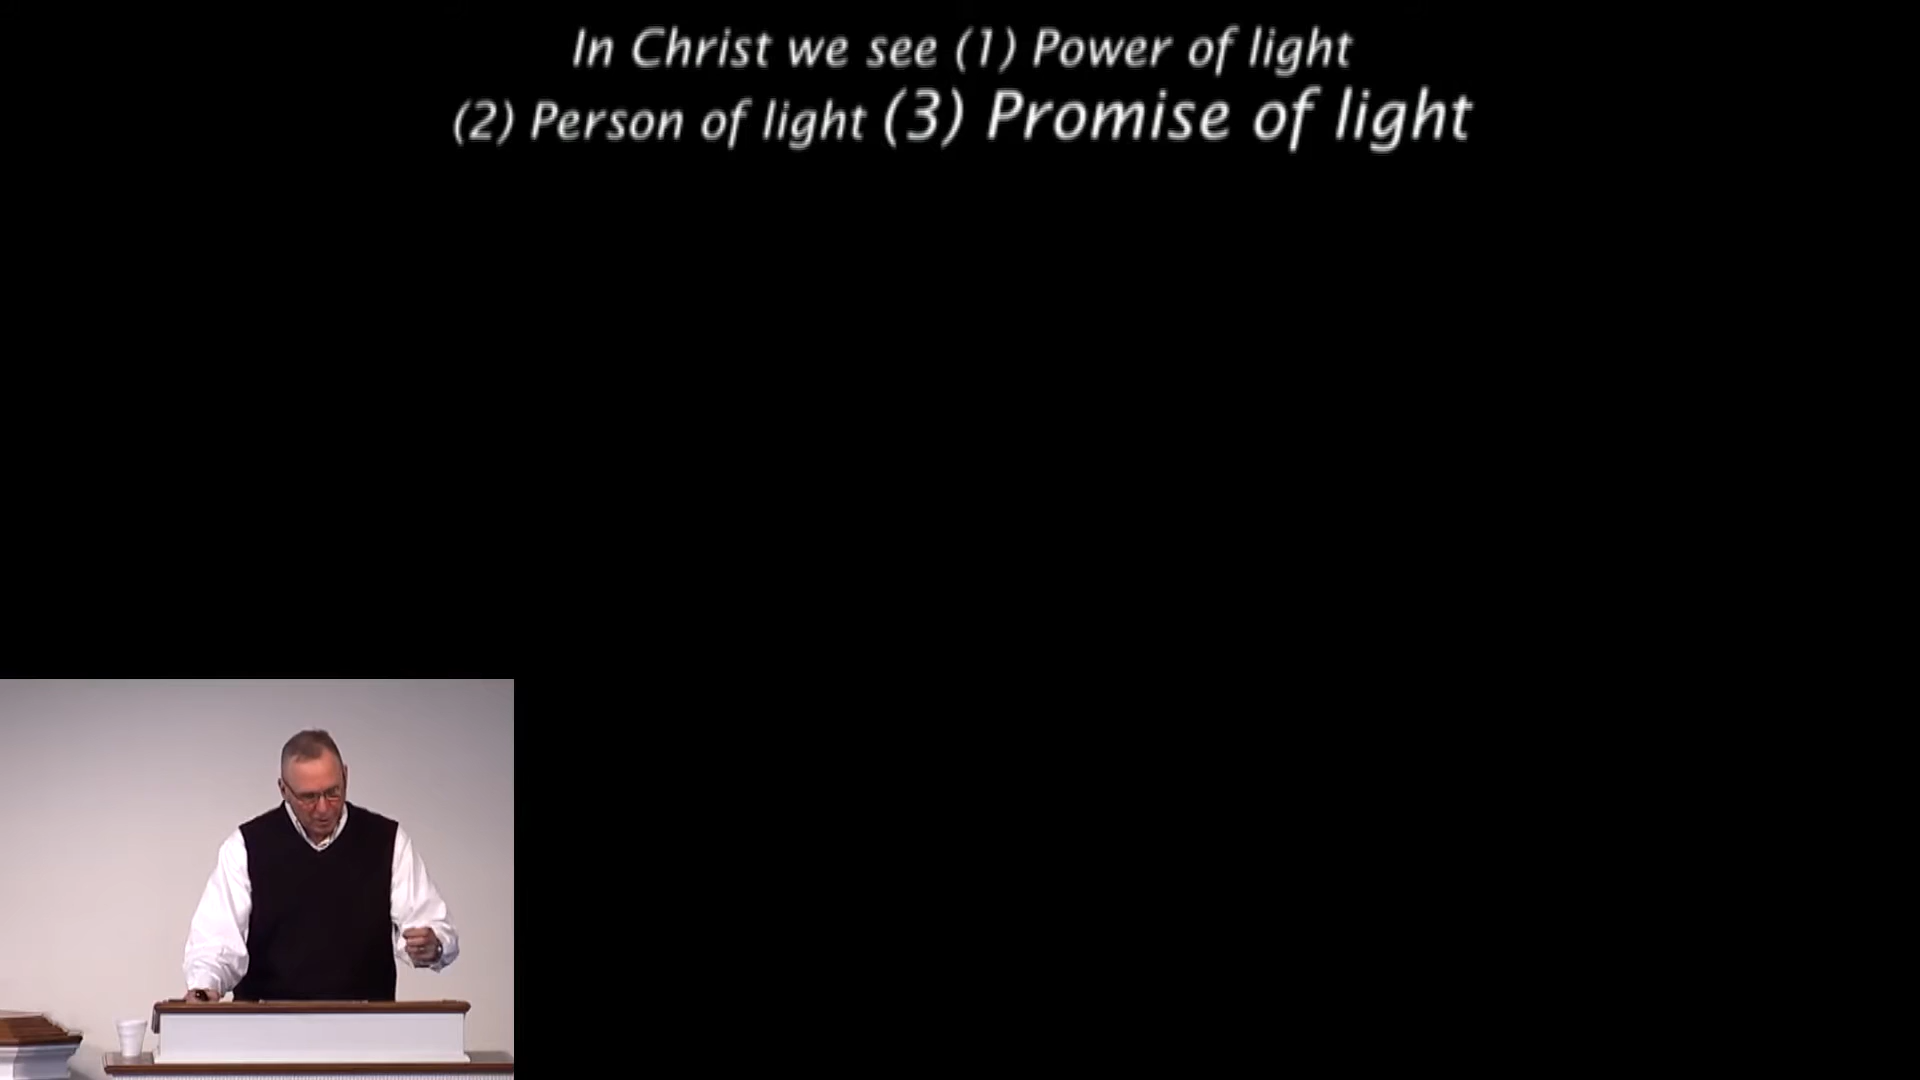 In Christ we see (1) Power of light
(2) Person of light (3) Promise of light